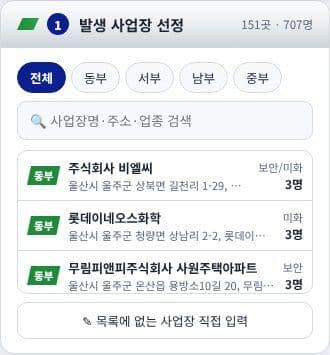 1 발생 사업장 선정 151곳 · 707명
전체 동부 서부 남부 중부
🔍 사업장명·주소·업종 검색
동부 주식회사 비엘씨 보안/미화
울산시 울주군 상북면 길천리 1-29, … 3명
동부 롯데이네오스화학 미화
울산시 울주군 청량면 상남리 2-2, 롯데이… 3명
동부 무림피앤피주식회사 사원주택아파트 보안
울산시 울주군 온산읍 용방소10길 20, 무림… 3명
✎ 목록에 없는 사업장 직접 입력